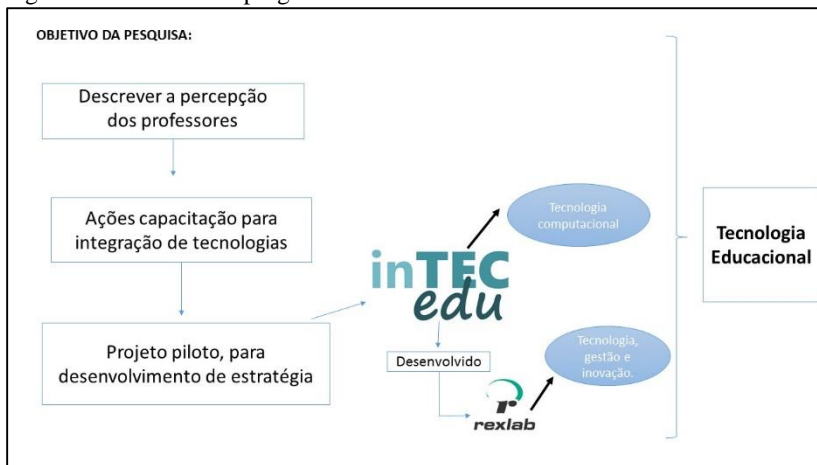 OBJETIVO DA PESQUISA:
Descrever a percepção
dos professores
Ações capacitação para
integração de tecnologias
Projeto piloto, para
desenvolvimento de estratégia
inTEC
edu
Desenvolvido
r
rexlab
Tecnologia
computacional
Tecnologia,
gestão e
inovação.
Tecnologia
Educacional